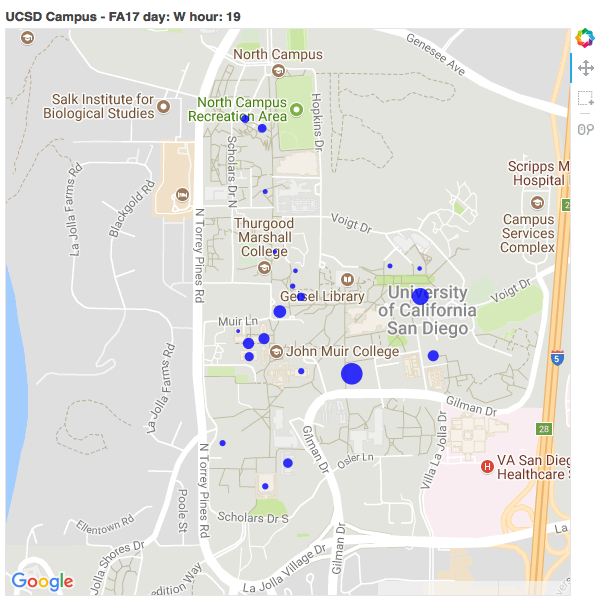 UCSD Campus - FA17 day: W hour: 19
Genesee Ave
North Campus
Salk Institute for
Biological Studies
North Campus
Recreation Area
Hopkins Dr
Scholars Dr N
Scripps M
Hospital
La Jolla Farms Rd
Blackgold Rd
2
N Torrey Pines Rd
Voigt Dr
Campus
Services
Complex
Thurgood
Marshall
College
Geisel Library
University
of California
San Diego
Voigt Dr
Muir Ln
John Muir College
5
La Jolla Farms Rd
Gilman Dr
Villa La Jolla Dr
28
Gilman Dr
Osler Ln
N Torrey Pines Rd
H
VA San Dieg
Healthcare S
Poole St
Ellentown Rd
Scholars Dr S
La
Gilman Dr
La Jolla Shores Dr
La Jolla Village Dr
edition Way
Google